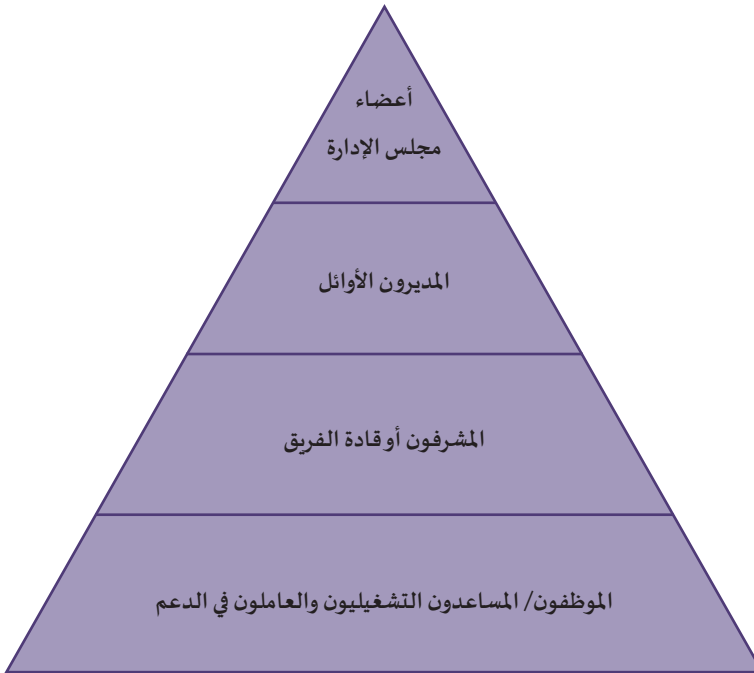 أعضاء
مجلس الإدارة
المديرون الأوائل
المشرفون أو قادة الفريق
الموظفون/ المساعدون التشغيليون والعاملون في الدعم